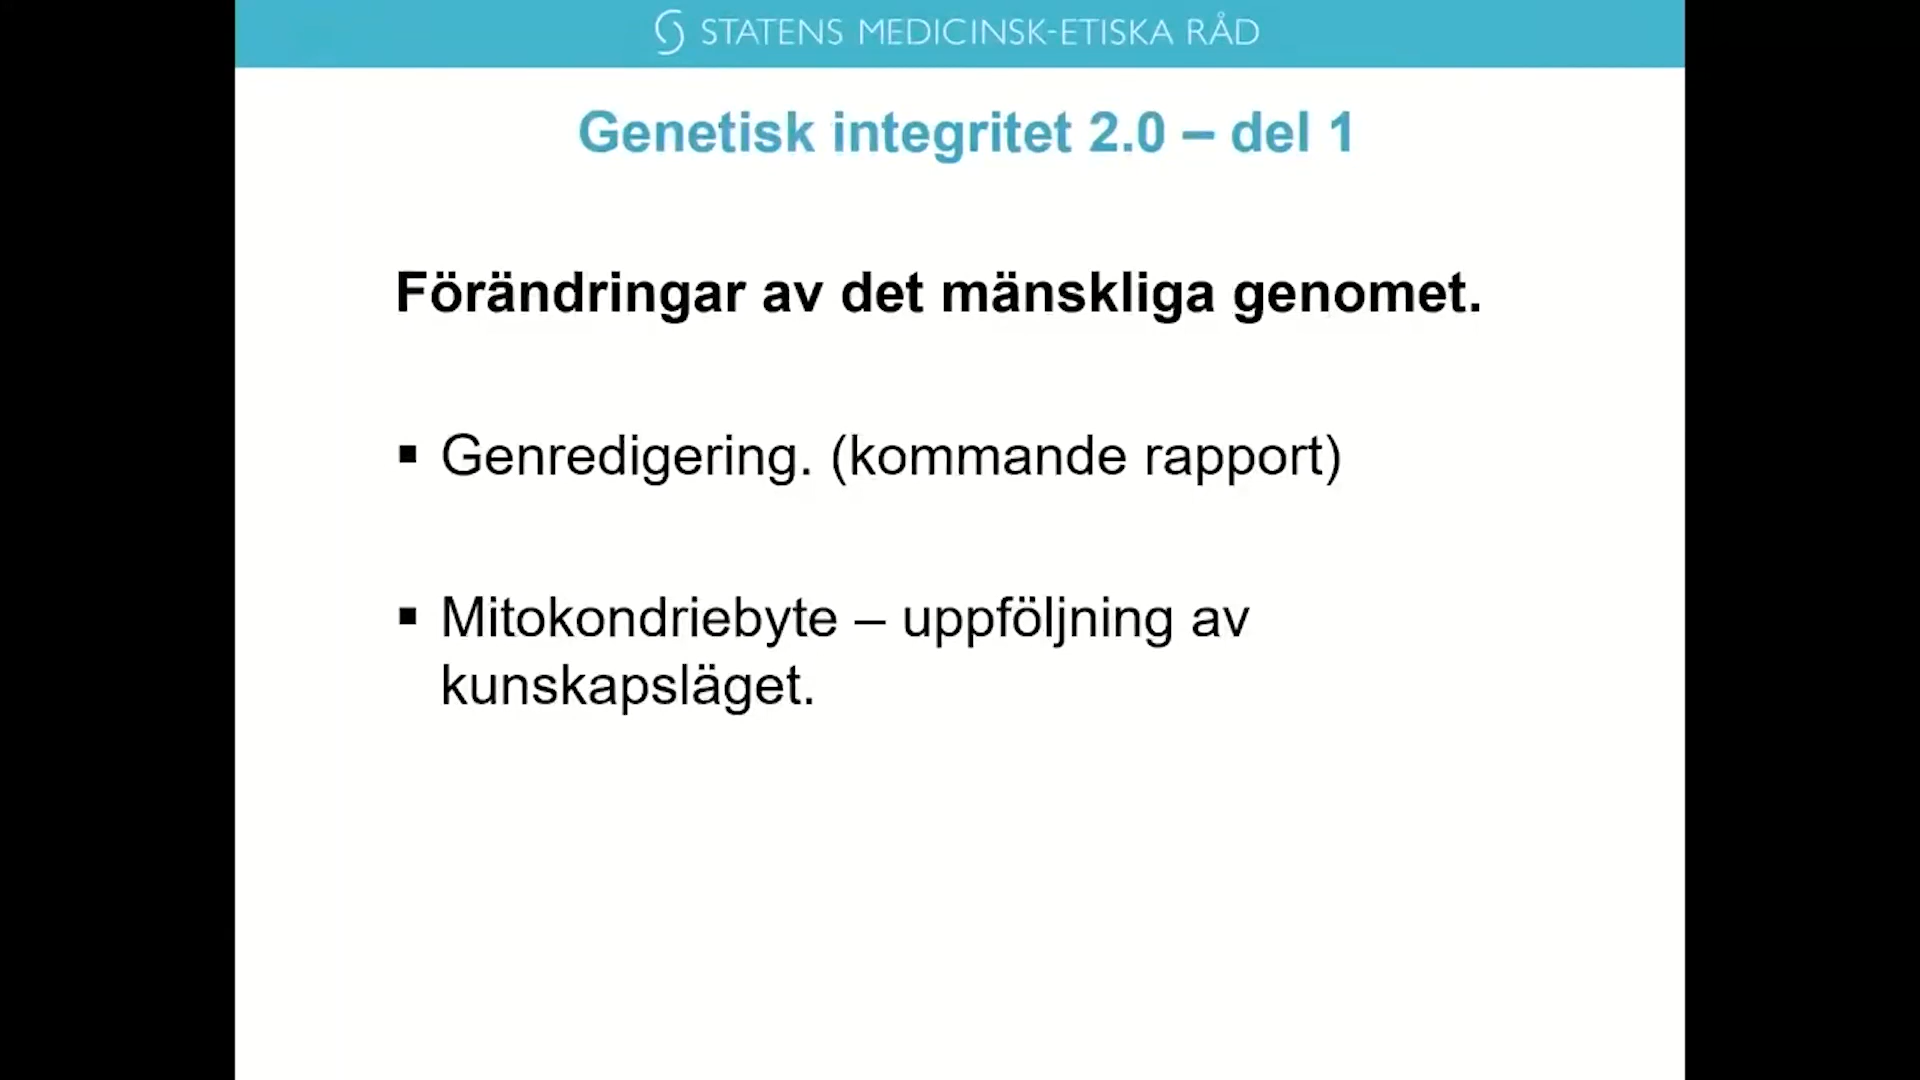 STATENS MEDICINSK-ETISKA RÅD
Genetisk integritet 2.0 – del 1
Förändringar av det mänskliga genomet.
▪ Genredigering. (kommande rapport)
▪ Mitokondriebyte – uppföljning av
kunskapsläget.